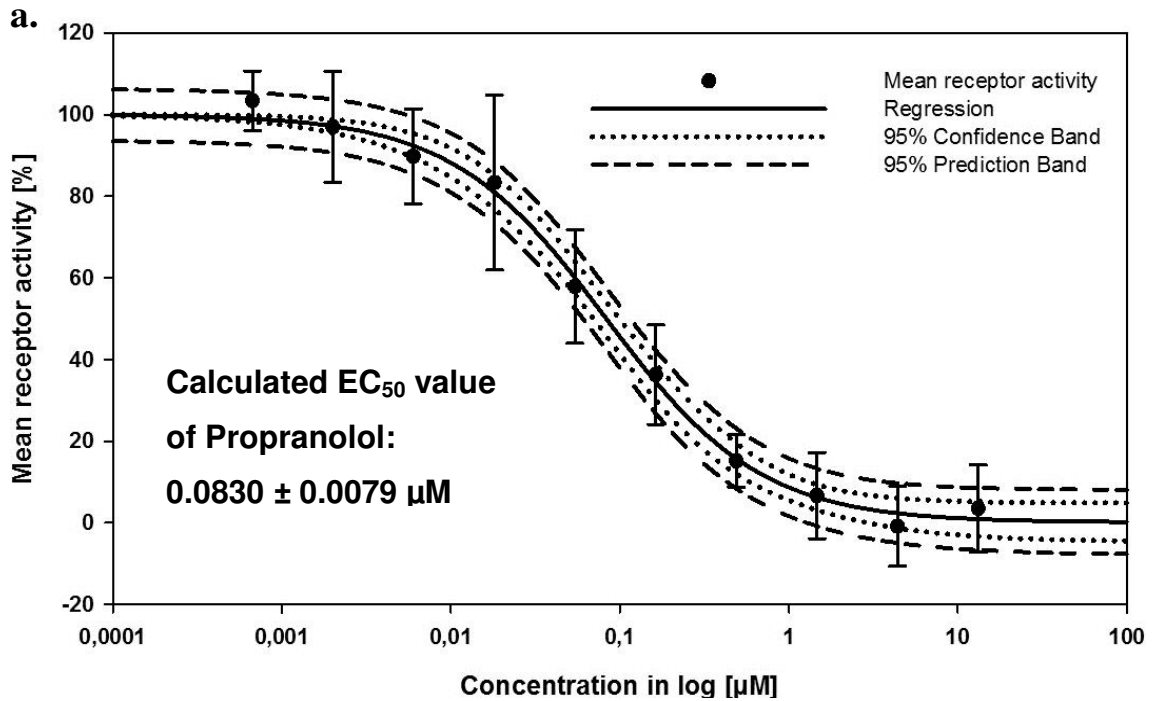 a.
120
100
80
60
40
20
0
-20
Mean receptor activity [%]
Mean receptor activity
Regression
95% Confidence Band
95% Prediction Band
Calculated EC₅₀ value
of Propranolol:
0.0830 ± 0.0079 µM
0,0001 0,001 0,01 0,1 1 10 100
Concentration in log [µM]